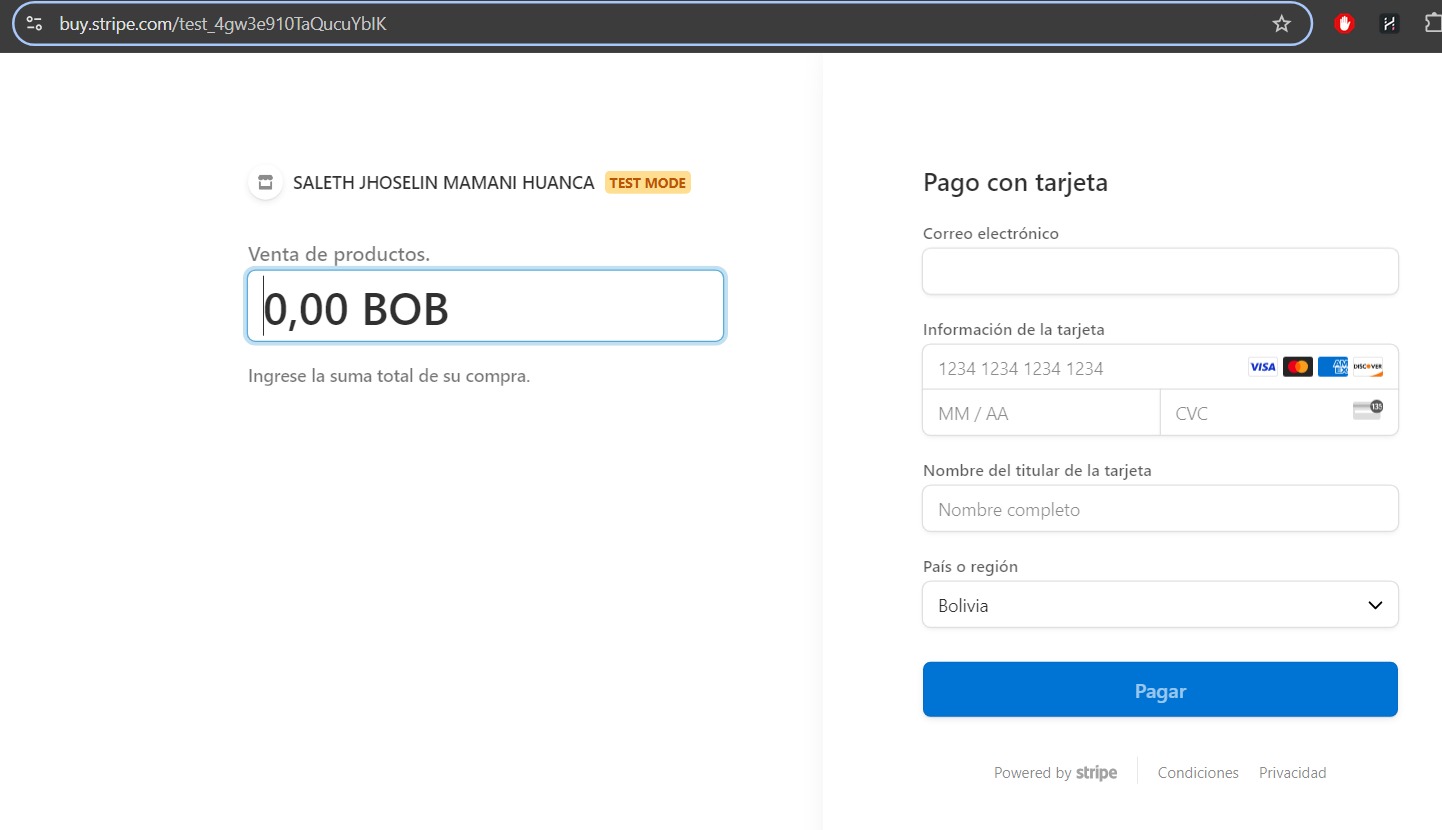 buy.stripe.com/test_4gw3e910TaQucuYbIK
SALETH JHOSELIN MAMANI HUANCA TEST MODE
Venta de productos.
0,00 BOB
Ingrese la suma total de su compra.
Pago con tarjeta
Correo electrónico
Información de la tarjeta
1234 1234 1234 1234 VISA AM EX DISCOVER
MM / AA CVC 135
Nombre del titular de la tarjeta
Nombre completo
País o región
Bolivia
Pagar
Powered by stripe Condiciones Privacidad